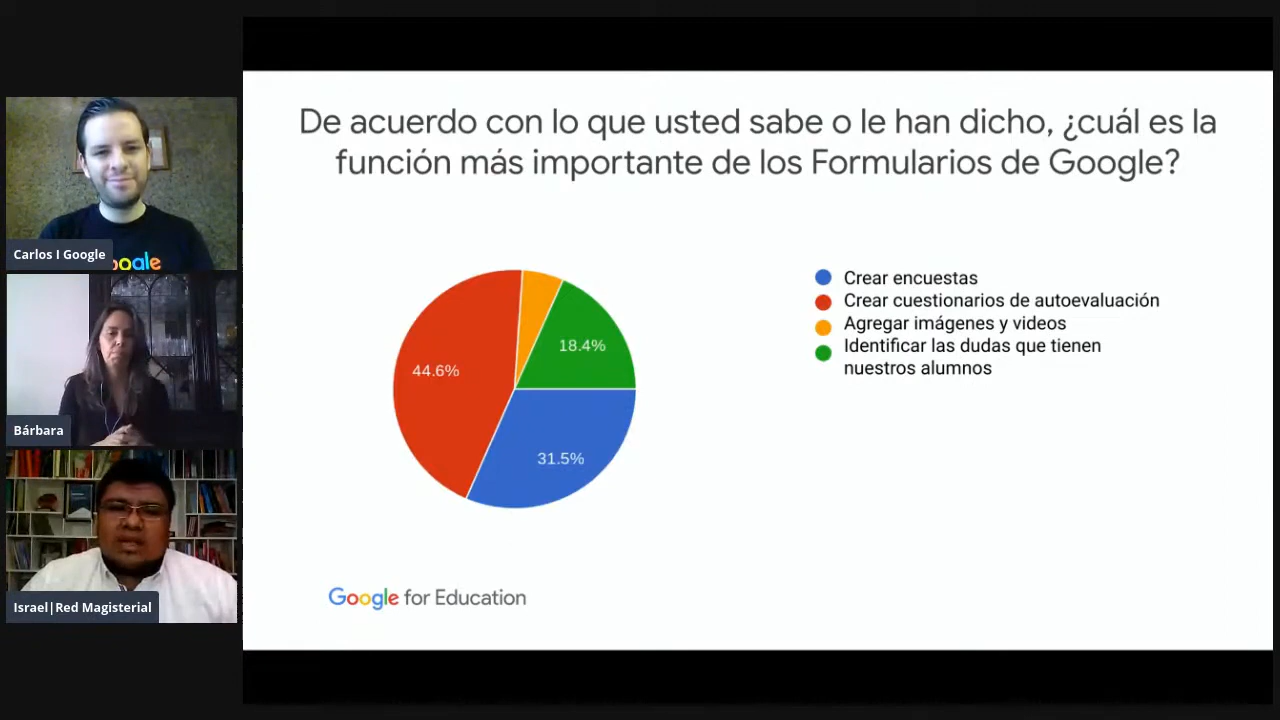 De acuerdo con lo que usted sabe o le han dicho, ¿cuál es la
función más importante de los Formularios de Google?
Carlos I Google
oogle
Bárbara
Israel|Red Magisterial
44.6%
18.4%
31.5%
Crear encuestas
Crear cuestionarios de autoevaluación
Agregar imágenes y videos
Identificar las dudas que tienen
nuestros alumnos
Google for Education